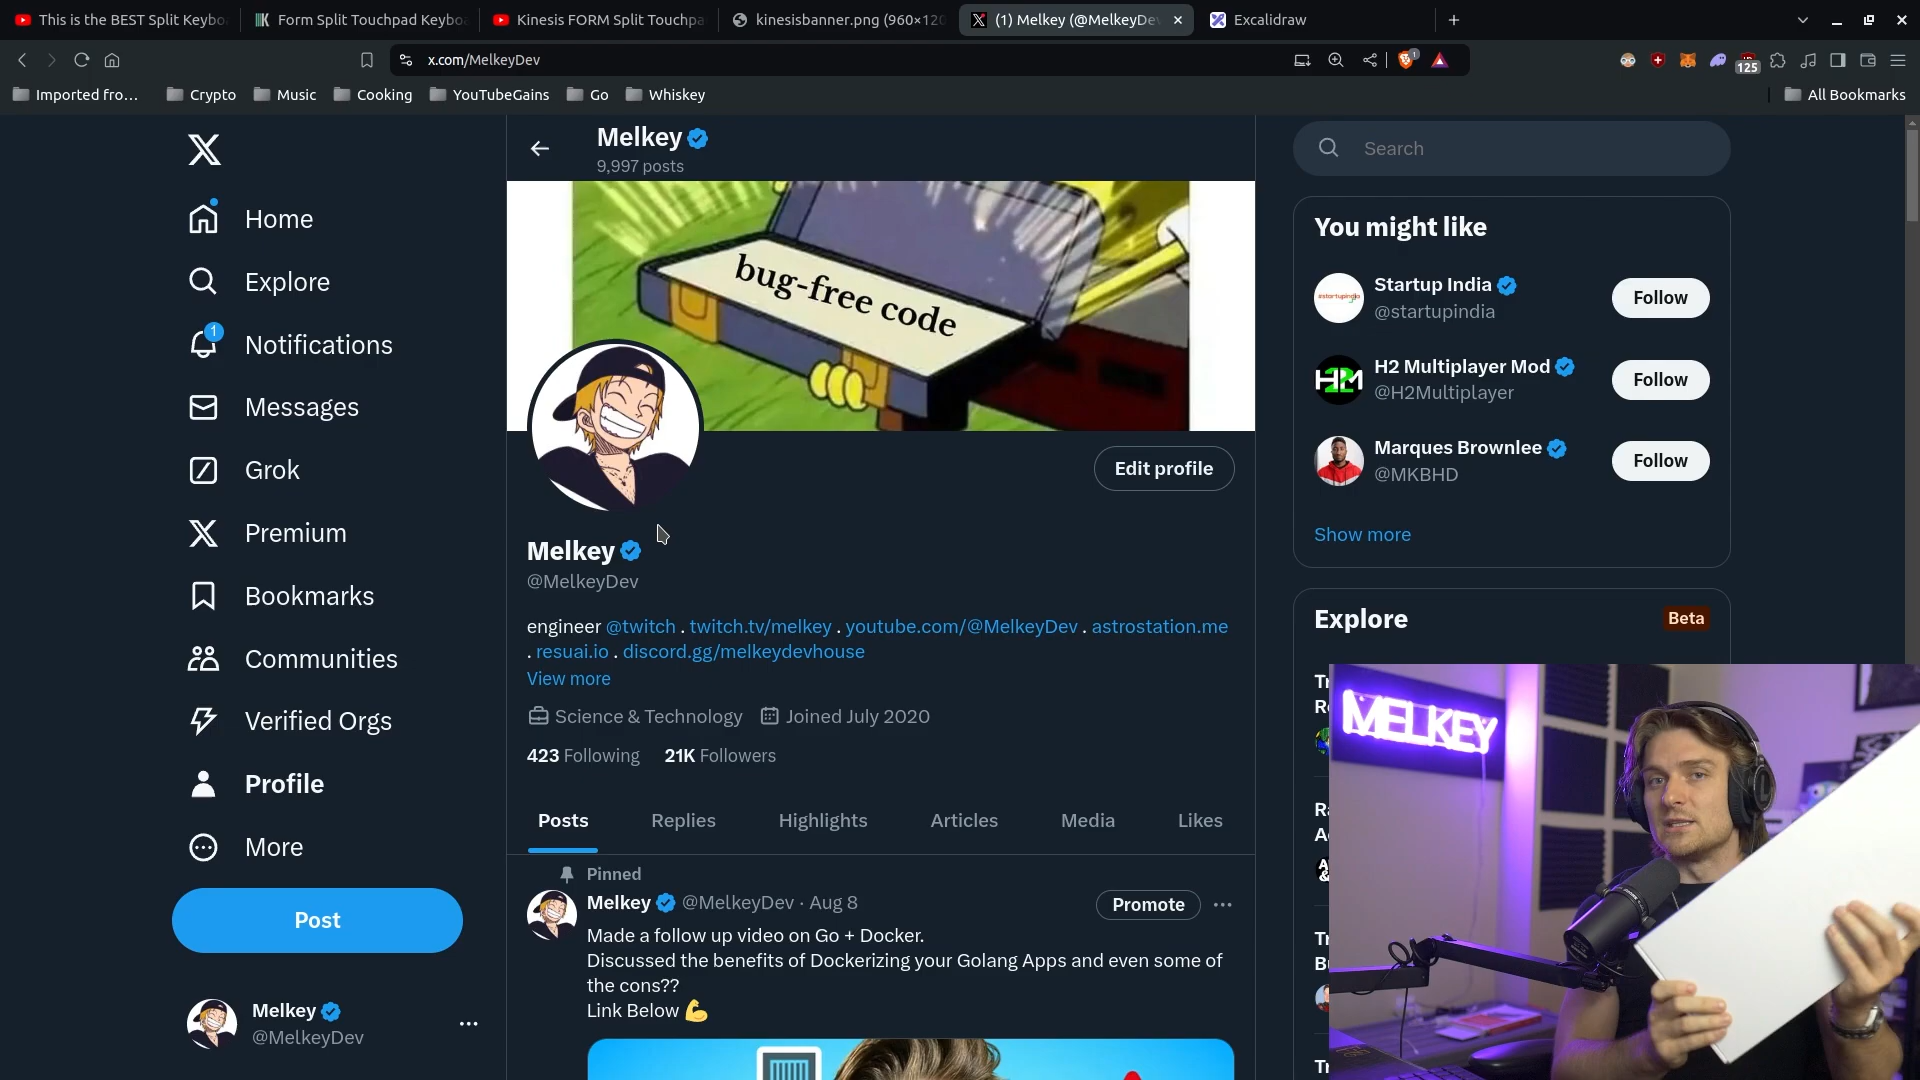 This is the BEST Split Keybo
Form Split Touchpad Keybo
Kinesis FORM Split Touchpa
kinesisbanner.png (960×120
(1) Melkey (@MelkeyDev
Excalidraw
x.com/MelkeyDev
1
125
Imported fro...
Crypto
Music
Cooking
YouTubeGains
Go
Whiskey
All Bookmarks
Home
Explore
1
Notifications
Messages
Grok
Premium
Bookmarks
Communities
Verified Orgs
Profile
More
Post
Melkey
@MelkeyDev
Melkey
9,997 posts
bug-free code
Edit profile
Melkey
@MelkeyDev
engineer @twitch . twitch.tv/melkey . youtube.com/@MelkeyDev . astrostation.me
. resuai.io . discord.gg/melkeydevhouse
View more
Science & Technology
Joined July 2020
423 Following
21K Followers
Posts
Replies
Highlights
Articles
Media
Likes
Pinned
Melkey @MelkeyDev · Aug 8
Promote
Made a follow up video on Go + Docker.
Discussed the benefits of Dockerizing your Golang Apps and even some of
the cons??
Link Below
Search
You might like
Startup India
@startupindia
Follow
H2M
H2 Multiplayer Mod
@H2Multiplayer
Follow
Marques Brownlee
@MKBHD
Follow
Show more
Explore
Beta
MELKEY